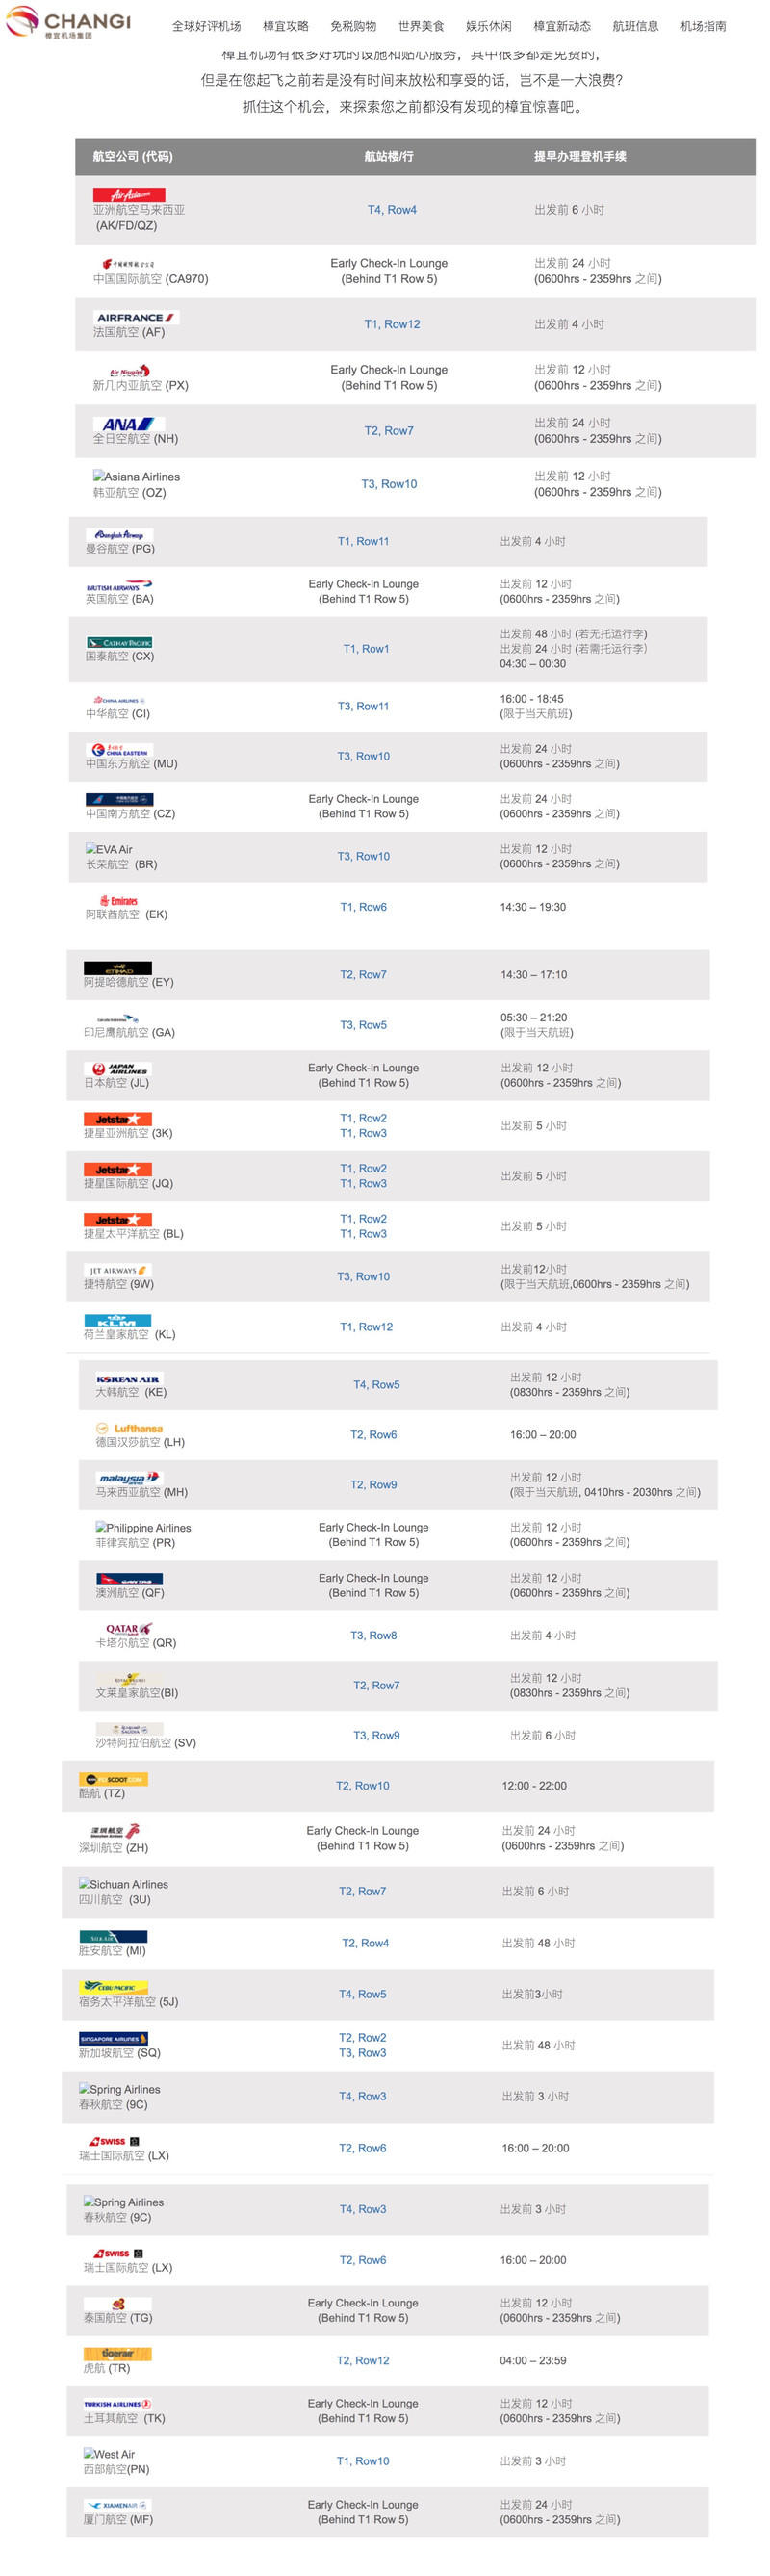 CHANGI
樟宜机场集团
全球好评机场 樟宜攻略 免税购物 世界美食 娱乐休闲 樟宜新动态 航班信息 机场指南
樟宜机场有很多好玩的设施和贴心服务，其中很多都是免费的，
但是在您起飞之前若是没有时间来放松和享受的话，岂不是一大浪费?
抓住这个机会，来探索您之前都没有发现的樟宜惊喜吧。
航空公司 (代码) 航站楼/行 提早办理登机手续
AirAsia.com
亚洲航空马来西亚
(AK/FD/QZ)
T4, Row4
出发前 6 小时
中国国际航空公司
中国国际航空 (CA970)
Early Check-In Lounge
(Behind T1 Row 5)
出发前 24 小时
(0600hrs - 2359hrs 之间)
AIRFRANCE
法国航空 (AF)
T1, Row12
出发前 4 小时
Air Niugini
新几内亚航空 (PX)
Early Check-In Lounge
(Behind T1 Row 5)
出发前 12 小时
(0600hrs - 2359hrs 之间)
ANA
全日空航空 (NH)
T2, Row7
出发前 24 小时
(0600hrs - 2359hrs 之间)
Asiana Airlines
韩亚航空 (OZ)
T3, Row10
出发前 12 小时
(0600hrs - 2359hrs 之间)
Bangkok Airways
曼谷航空 (PG)
T1, Row11
出发前 4 小时
BRITISH AIRWAYS
英国航空 (BA)
Early Check-In Lounge
(Behind T1 Row 5)
出发前 12 小时
(0600hrs - 2359hrs 之间)
CATHAY PACIFIC
国泰航空 (CX)
T1, Row1
出发前 48 小时 (若无托运行李)
出发前 24 小时 (若需托运行李)
04:30 – 00:30
CHINA AIRLINES
中华航空 (CI)
T3, Row11
16:00 - 18:45
(限于当天航班)
CHINA EASTERN
中国东方航空 (MU)
T3, Row10
出发前 24 小时
(0600hrs - 2359hrs 之间)
中国南方航空
中国南方航空 (CZ)
Early Check-In Lounge
(Behind T1 Row 5)
出发前 24 小时
(0600hrs - 2359hrs 之间)
EVA Air
长荣航空 (BR)
T3, Row10
出发前 12 小时
(0600hrs - 2359hrs 之间)
Emirates
阿联酋航空 (EK)
T1, Row6
14:30 – 19:30
ETIHAD
阿提哈德航空 (EY)
T2, Row7
14:30 – 17:10
Garuda Indonesia
印尼鹰航航空 (GA)
T3, Row5
05:30 – 21:20
(限于当天航班)
JAPAN AIRLINES
日本航空 (JL)
Early Check-In Lounge
(Behind T1 Row 5)
出发前 12 小时
(0600hrs - 2359hrs 之间)
Jetstar
捷星亚洲航空 (3K)
T1, Row2
T1, Row3
出发前 5 小时
Jetstar
捷星国际航空 (JQ)
T1, Row2
T1, Row3
出发前 5 小时
Jetstar
捷星太平洋航空 (BL)
T1, Row2
T1, Row3
出发前 5 小时
JET AIRWAYS
捷特航空 (9W)
T3, Row10
出发前12小时
(限于当天航班,0600hrs - 2359hrs 之间)
KLM
荷兰皇家航空 (KL)
T1, Row12
出发前 4 小时
KOREAN AIR
大韩航空 (KE)
T4, Row5
出发前 12 小时
(0830hrs - 2359hrs 之间)
Lufthansa
德国汉莎航空 (LH)
T2, Row6
16:00 – 20:00
malaysia
马来西亚航空 (MH)
T2, Row9
出发前 12 小时
(限于当天航班, 0410hrs - 2030hrs 之间)
Philippine Airlines
菲律宾航空 (PR)
Early Check-In Lounge
(Behind T1 Row 5)
出发前 12 小时
(0600hrs - 2359hrs 之间)
QANTAS
澳洲航空 (QF)
Early Check-In Lounge
(Behind T1 Row 5)
出发前 12 小时
(0600hrs - 2359hrs 之间)
QATAR
卡塔尔航空 (QR)
T3, Row8
出发前 4 小时
ROYAL BRUNEI
文莱皇家航空(BI)
T2, Row7
出发前 12 小时
(0830hrs - 2359hrs 之间)
SAUDIA
沙特阿拉伯航空 (SV)
T3, Row9
出发前 6 小时
FLYSCOOT.COM
酷航 (TZ)
T2, Row10
12:00 - 22:00
深圳航空
Shenzhen Airlines
深圳航空 (ZH)
Early Check-In Lounge
(Behind T1 Row 5)
出发前 24 小时
(0600hrs - 2359hrs 之间)
Sichuan Airlines
四川航空 (3U)
T2, Row7
出发前 6 小时
SILKAIR
胜安航空 (MI)
T2, Row4
出发前 48 小时
CEBU PACIFIC
宿务太平洋航空 (5J)
T4, Row5
出发前3小时
SINGAPORE AIRLINES
新加坡航空 (SQ)
T2, Row2
T3, Row3
出发前 48 小时
Spring Airlines
春秋航空 (9C)
T4, Row3
出发前 3 小时
SWISS
瑞士国际航空 (LX)
T2, Row6
16:00 – 20:00
Spring Airlines
春秋航空 (9C)
T4, Row3
出发前 3 小时
SWISS
瑞士国际航空 (LX)
T2, Row6
16:00 – 20:00
泰国航空 (TG)
Early Check-In Lounge
(Behind T1 Row 5)
出发前 12 小时
(0600hrs - 2359hrs 之间)
tigerair
虎航 (TR)
T2, Row12
04:00 – 23:59
TURKISH AIRLINES
土耳其航空 (TK)
Early Check-In Lounge
(Behind T1 Row 5)
出发前 12 小时
(0600hrs - 2359hrs 之间)
West Air
西部航空(PN)
T1, Row10
出发前 3 小时
XIAMENAIR
厦门航空 (MF)
Early Check-In Lounge
(Behind T1 Row 5)
出发前 24 小时
(0600hrs - 2359hrs 之间)